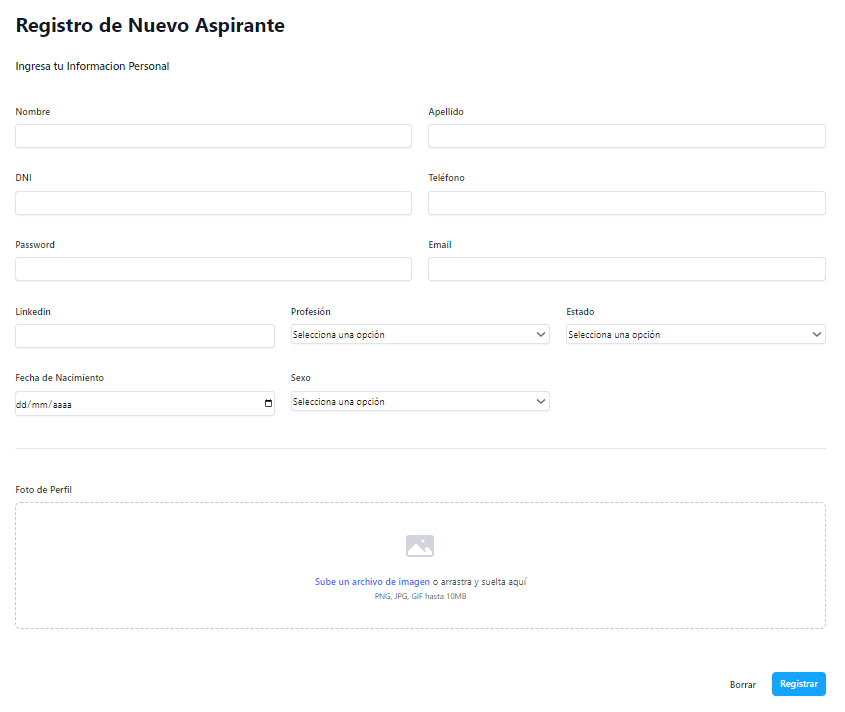 Registro de Nuevo Aspirante
Ingresa tu Informacion Personal
Nombre
Apellido
DNI
Teléfono
Password
Email
Linkedin
Profesión
Estado
Selecciona una opción
Selecciona una opción
Fecha de Nacimiento
Sexo
dd/mm/aaaa
Selecciona una opción
Foto de Perfil
Sube un archivo de imagen o arrastra y suelta aquí
PNG, JPG, GIF hasta 10MB
Borrar
Registrar